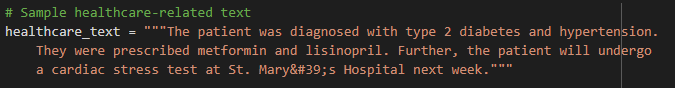 # Sample healthcare-related text
healthcare_text = """The patient was diagnosed with type 2 diabetes and hypertension.
They were prescribed metformin and lisinopril. Further, the patient will undergo
a cardiac stress test at St. Mary&#39;s Hospital next week."""